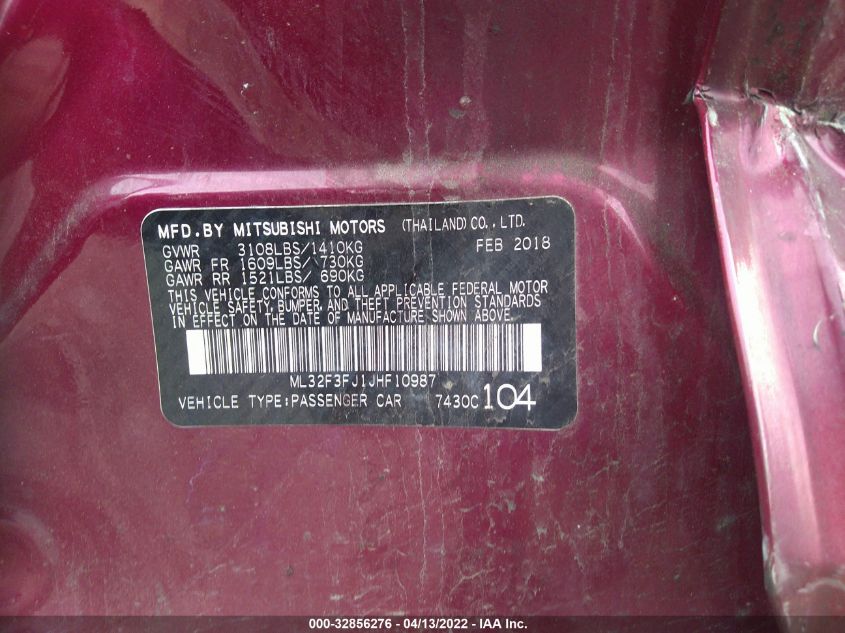 MFD.BY MITSUBISHI MOTORS (THAILAND)CO.,LTD.
GVWR 3108LBS/1410KG FEB 2018
GAWR FR 1609LBS/ 730KG
GAWR RR 1521LBS/ 690KG
THIS VEHICLE CONFORMS TO ALL APPLICABLE FEDERAL MOTOR
VEHICLE SAFETY, BUMPER, AND THEFT PREVENTION STANDARDS
IN EFFECT ON THE DATE OF MANUFACTURE SHOWN ABOVE.
ML32F3FJ1JHF10987
VEHICLE TYPE:PASSENGER CAR 7430C 104
000-32856276 - 04/13/2022 - IAA Inc.